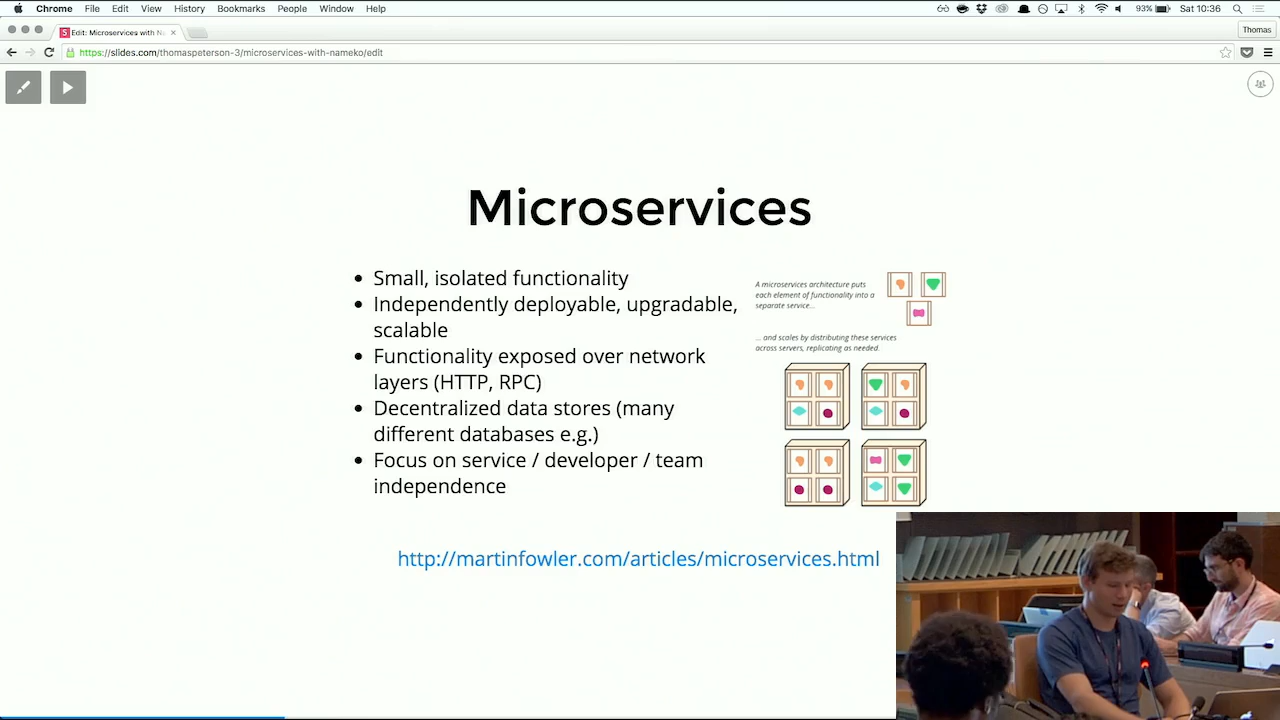 Chrome File Edit View History Bookmarks People Window Help 93% Sat 10:36
Edit: Microservices with Na
Thomas
https://slides.com/thomaspeterson-3/microservices-with-nameko/edit
Microservices
Small, isolated functionality
Independently deployable, upgradable,
scalable
Functionality exposed over network
layers (HTTP, RPC)
Decentralized data stores (many
different databases e.g.)
Focus on service / developer / team
independence
A microservices architecture puts
each element of functionality into a
separate service...
... and scales by distributing these services
across servers, replicating as needed.
http://martinfowler.com/articles/microservices.html